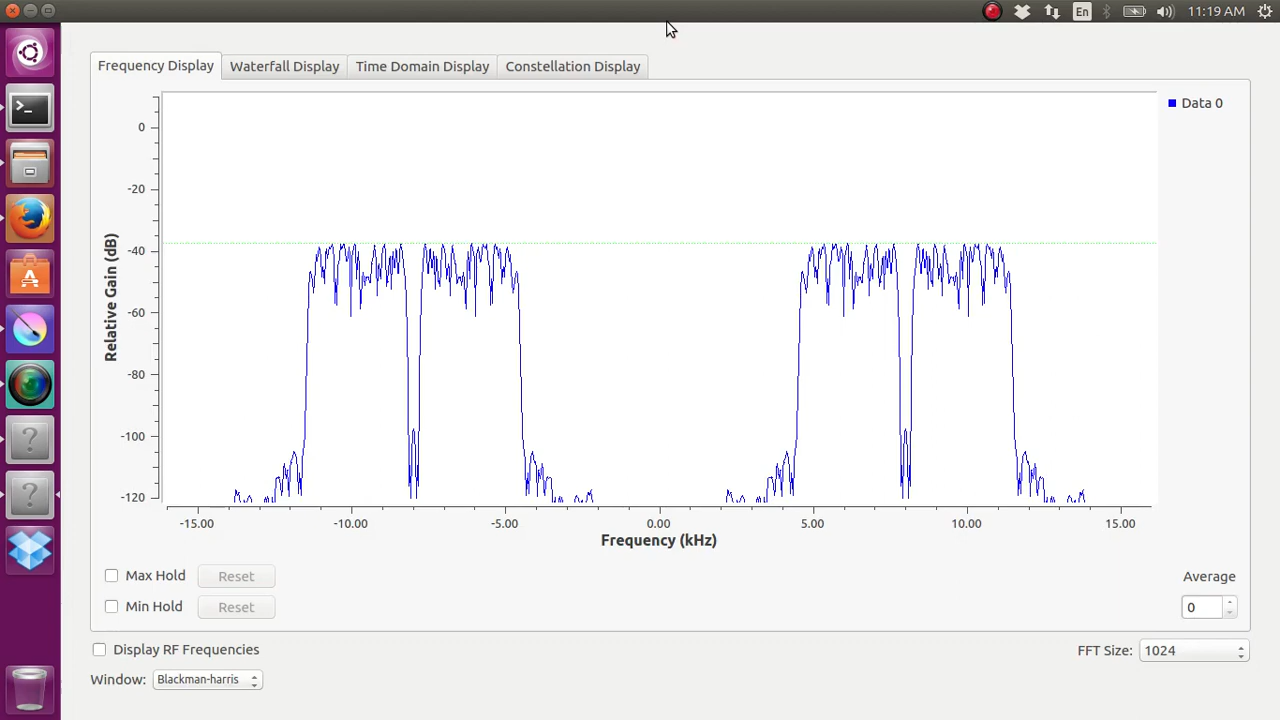 En
11:19 AM
Frequency Display
Waterfall Display
Time Domain Display
Constellation Display
Data 0
0
-20
-40
-60
-80
-100
-120
Relative Gain (dB)
-15.00
-10.00
-5.00
0.00
5.00
10.00
15.00
Frequency (kHz)
Max Hold
Reset
Average
Min Hold
Reset
0
Display RF Frequencies
FFT Size:
1024
Window:
Blackman-harris